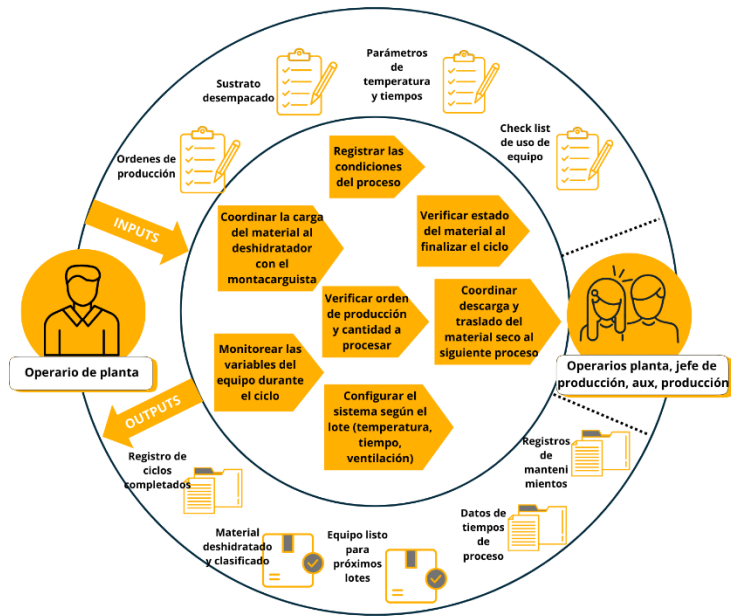 Parámetros
de
temperatura
y tiempos
Sustrato
desempacado
Check list
de uso de
equipo
Ordenes de
producción
INPUTS
Registrar las
condiciones
del proceso
Coordinar la carga
del material al
deshidratador
con el
montacarguista
Verificar estado
del material al
finalizar el ciclo
Verificar orden
de producción
y cantidad a
procesar
Coordinar
descarga y
traslado del
material seco al
siguiente proceso
Monitorear las
variables del
equipo durante
el ciclo
Configurar el
sistema según el
lote (temperatura,
tiempo,
ventilación)
Operario de planta
Operarios planta, jefe de
producción, aux, producción
OUTPUTS
Registro de
ciclos
completados
Material
deshidratado
y clasificado
Equipo listo
para
próximos
lotes
Datos de
tiempos
de
proceso
Registros
de
manteni
mientos